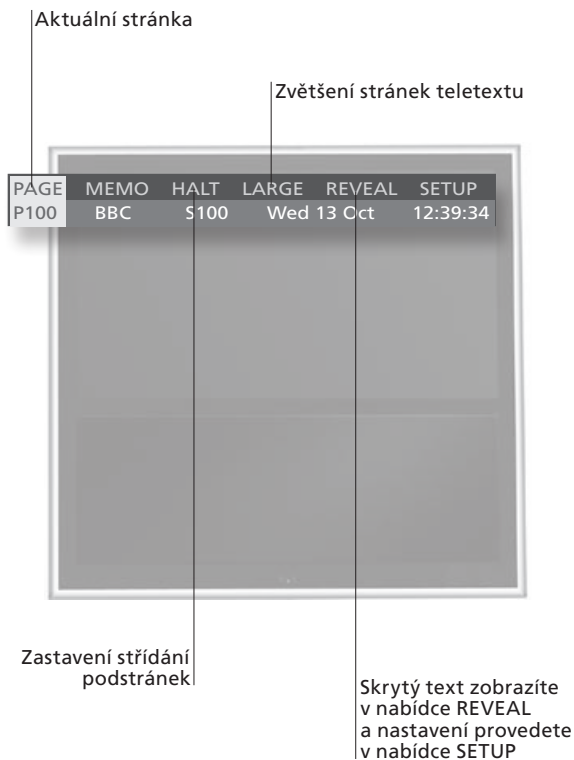 Aktuální stránka
Zvětšení stránek teletextu
PAGE MEMO HALT LARGE REVEAL SETUP
P100 BBC S100 Wed 13 Oct 12:39:34
Zastavení střídání
podstránek
Skrytý text zobrazíte
v nabídce REVEAL
a nastavení provedete
v nabídce SETUP